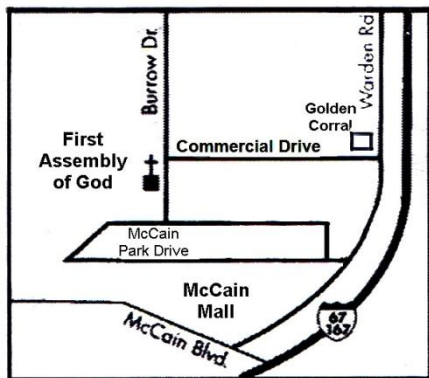 Burrow Dr.
Warden Rd
Golden
Corral
First
Assembly
of God
Commercial Drive
McCain
Park Drive
McCain
Mall
McCain Blvd.
67
167